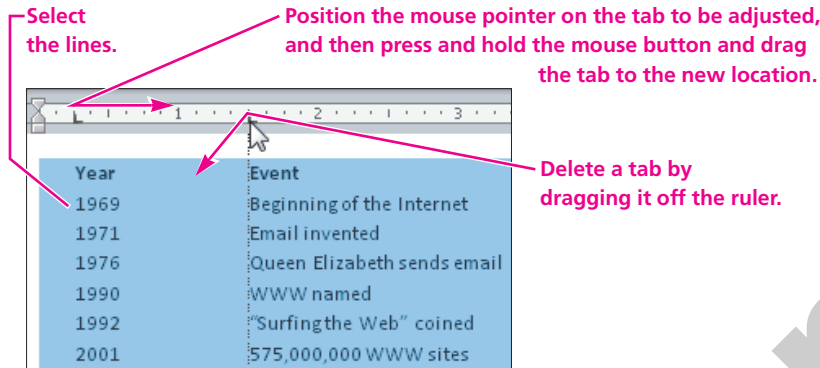 Select
the lines.
Position the mouse pointer on the tab to be adjusted,
and then press and hold the mouse button and drag
the tab to the new location.
1 2 3
Delete a tab by
dragging it off the ruler.
Year Event
1969 Beginning of the Internet
1971 Email invented
1976 Queen Elizabeth sends email
1990 WWW named
1992 “Surfing the Web” coined
2001 575,000,000 WWW sites